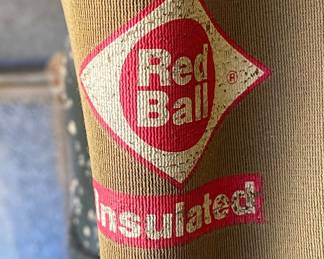 Red
Ball
®
Insulated